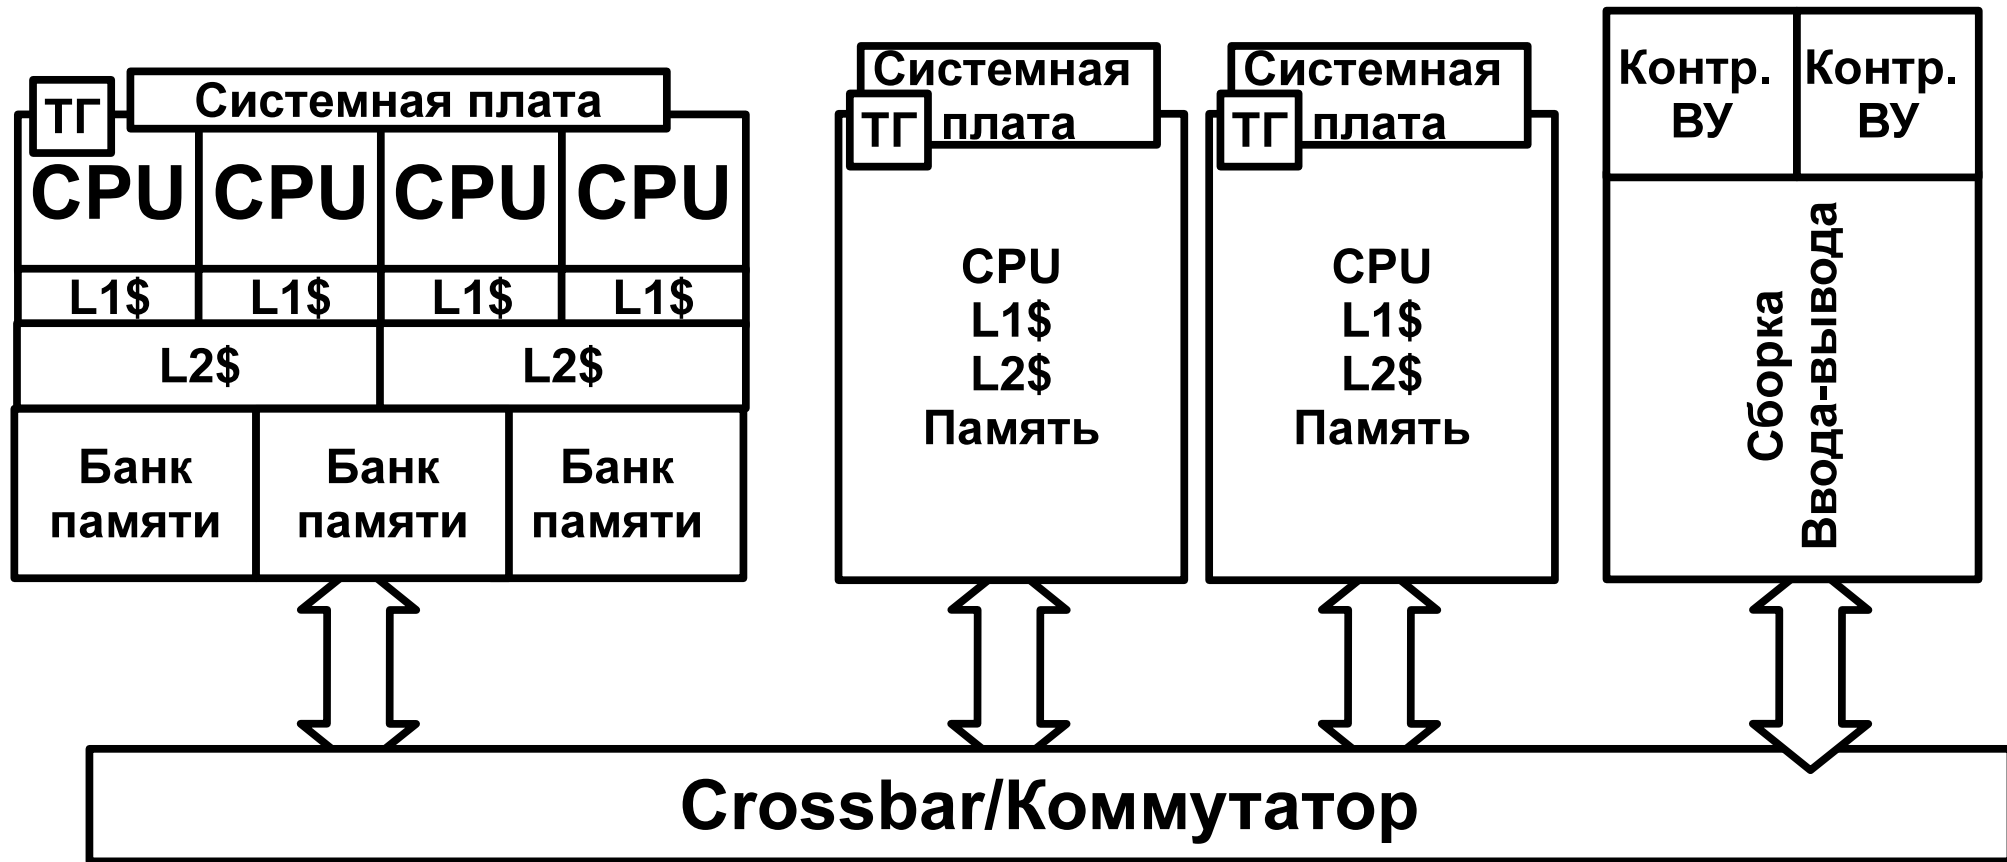 ТГ
Системная плата
CPU CPU CPU CPU
L1$ L1$ L1$ L1$
L2$ L2$
Банк
памяти
Банк
памяти
Банк
памяти
Системная
плата
ТГ
CPU
L1$
L2$
Память
Системная
плата
ТГ
CPU
L1$
L2$
Память
Контр.
ВУ
Контр.
ВУ
Сборка
Ввода-вывода
Crossbar/Коммутатор